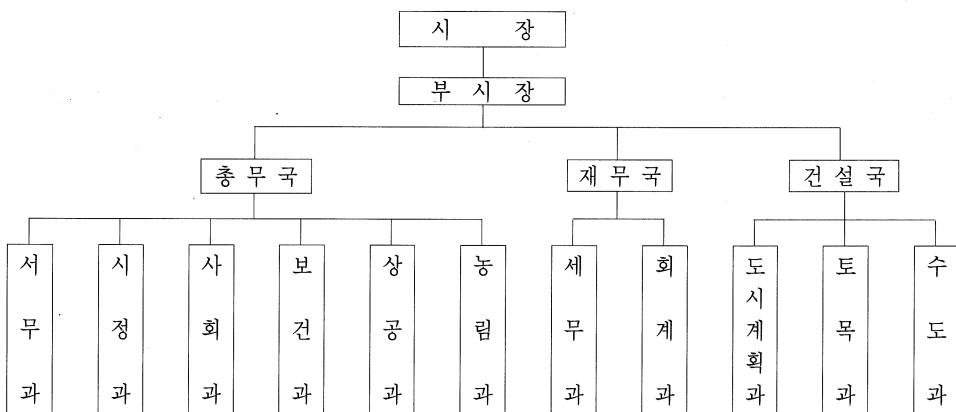 시 장
부 시 장
총 무 국
재 무 국
건 설 국
서 무 과
시 정 과
사 회 과
보 건 과
상 공 과
농 림 과
세 무 과
회 계 과
도 시 계 획 과
토 목 과
수 도 과